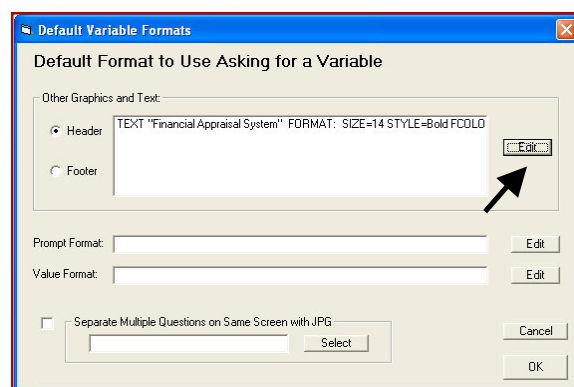 Default Variable Formats
Default Format to Use Asking for a Variable
Other Graphics and Text:
Header
TEXT "Financial Appraisal System" FORMAT: SIZE=14 STYLE=Bold FCOLO
Edit
Footer
Prompt Format:
Edit
Value Format:
Edit
Separate Multiple Questions on Same Screen with JPG
Select
Cancel
OK